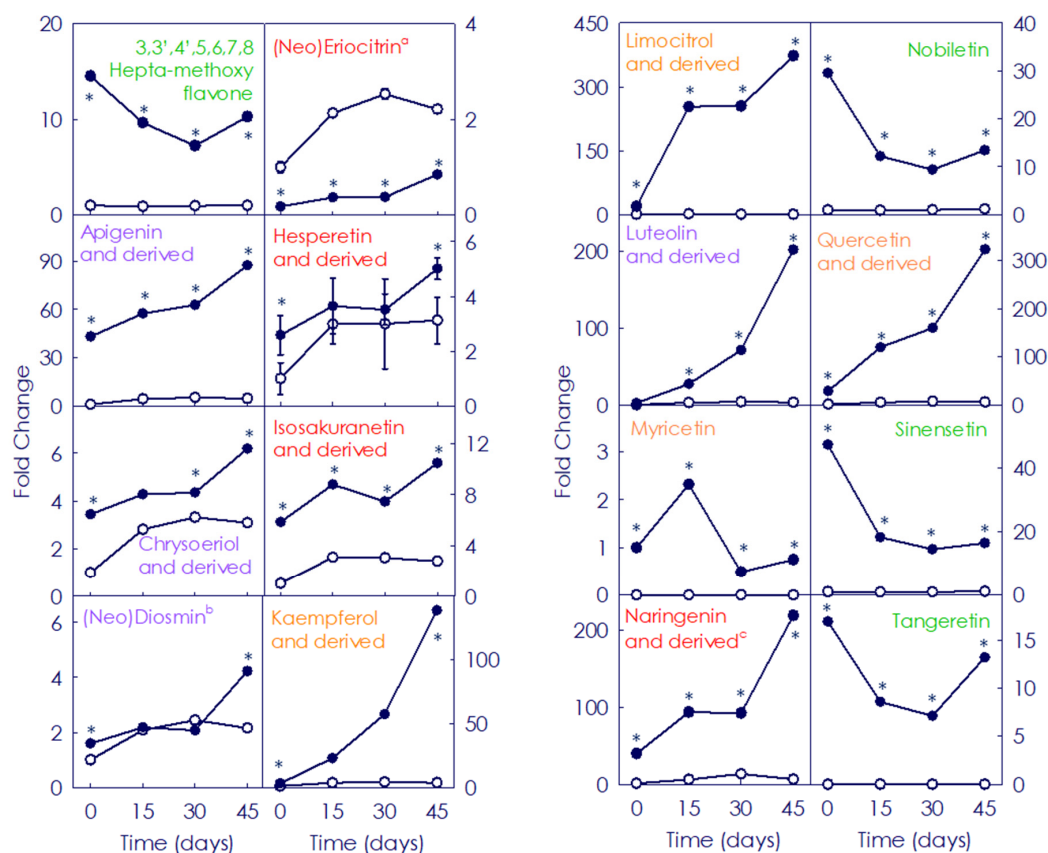 20
10
0
3,3',4',5,6,7,8
Hepta-methoxy
flavone
(Neo)Eriocitrinᵃ
4
2
0
90
60
30
0
Apigenin
and derived
Hesperetin
and derived
6
4
2
0
Fold Change
6
4
2
0
Chrysoeriol
and derived
Isosakuranetin
and derived
12
8
4
0
6
4
2
0
(Neo)Diosminᵇ
Kaempferol
and derived
100
50
0
0 15 30 45
0 15 30 45
Time (days)
Time (days)
450
300
150
0
Limocitrol
and derived
Nobiletin
40
30
20
10
0
200
100
0
Luteolin
and derived
Quercetin
and derived
300
200
100
0
Fold Change
3
2
1
0
Myricetin
Sinensetin
40
20
0
200
100
0
Naringenin
and derivedᶜ
Tangeretin
15
10
5
0
0 15 30 45
0 15 30 45
Time (days)
Time (days)